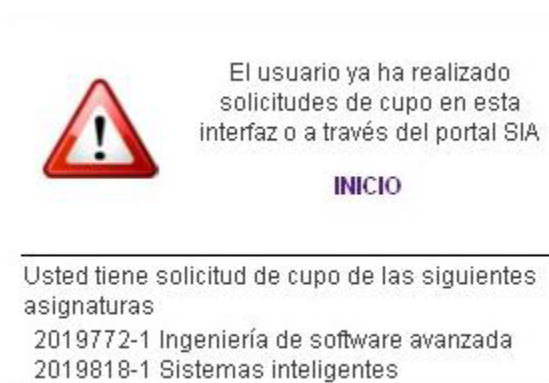 El usuario ya ha realizado
solicitudes de cupo en esta
interfaz o a través del portal SIA
INICIO
Usted tiene solicitud de cupo de las siguientes
asignaturas
2019772-1 Ingeniería de software avanzada
2019818-1 Sistemas inteligentes